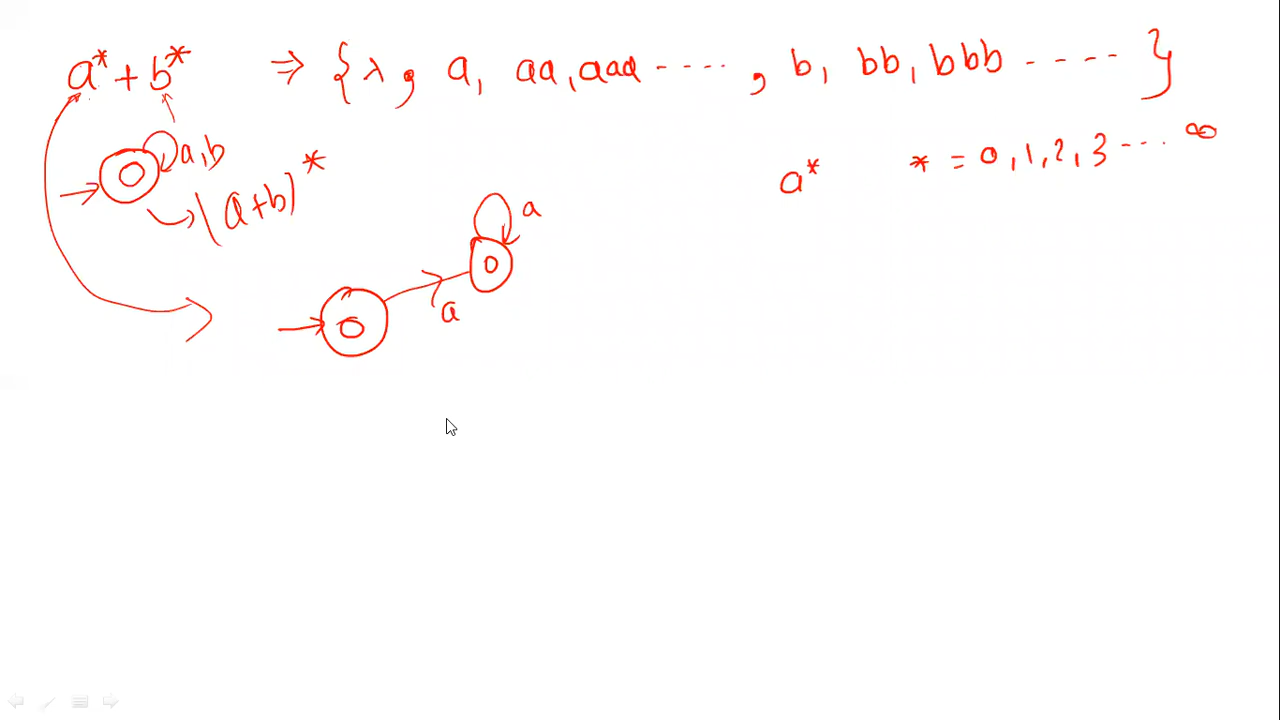 a* + b* ⇒ { λ, a, aa, aaa ....., b, bb, bbb - - - - }
a* * = 0, 1, 2, 3 - - .. ∞
a,b
(a+b)*
a
a